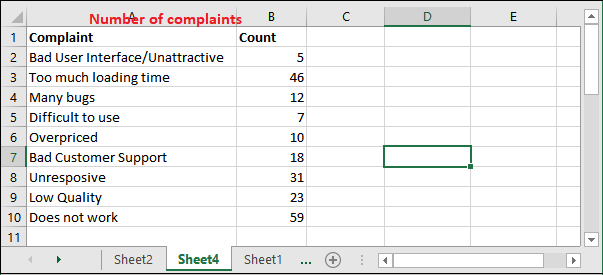 Number of complaints
A B C D E
1 Complaint Count
2 Bad User Interface/Unattractive 5
3 Too much loading time 46
4 Many bugs 12
5 Difficult to use 7
6 Overpriced 10
7 Bad Customer Support 18
8 Unresposive 31
9 Low Quality 23
10 Does not work 59
11
Sheet2 Sheet4 Sheet1 ...